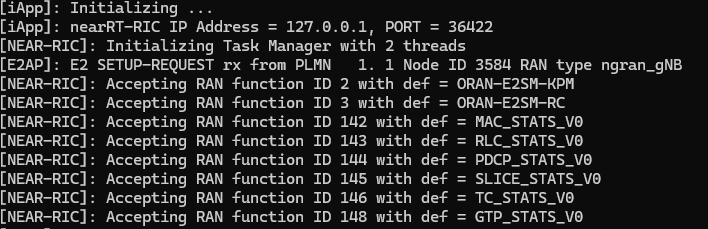 [iApp]: Initializing ...
[iApp]: nearRT-RIC IP Address = 127.0.0.1, PORT = 36422
[NEAR-RIC]: Initializing Task Manager with 2 threads
[E2AP]: E2 SETUP-REQUEST rx from PLMN   1. 1 Node ID 3584 RAN type ngran_gNB
[NEAR-RIC]: Accepting RAN function ID 2 with def = ORAN-E2SM-KPM
[NEAR-RIC]: Accepting RAN function ID 3 with def = ORAN-E2SM-RC
[NEAR-RIC]: Accepting RAN function ID 142 with def = MAC_STATS_V0
[NEAR-RIC]: Accepting RAN function ID 143 with def = RLC_STATS_V0
[NEAR-RIC]: Accepting RAN function ID 144 with def = PDCP_STATS_V0
[NEAR-RIC]: Accepting RAN function ID 145 with def = SLICE_STATS_V0
[NEAR-RIC]: Accepting RAN function ID 146 with def = TC_STATS_V0
[NEAR-RIC]: Accepting RAN function ID 148 with def = GTP_STATS_V0